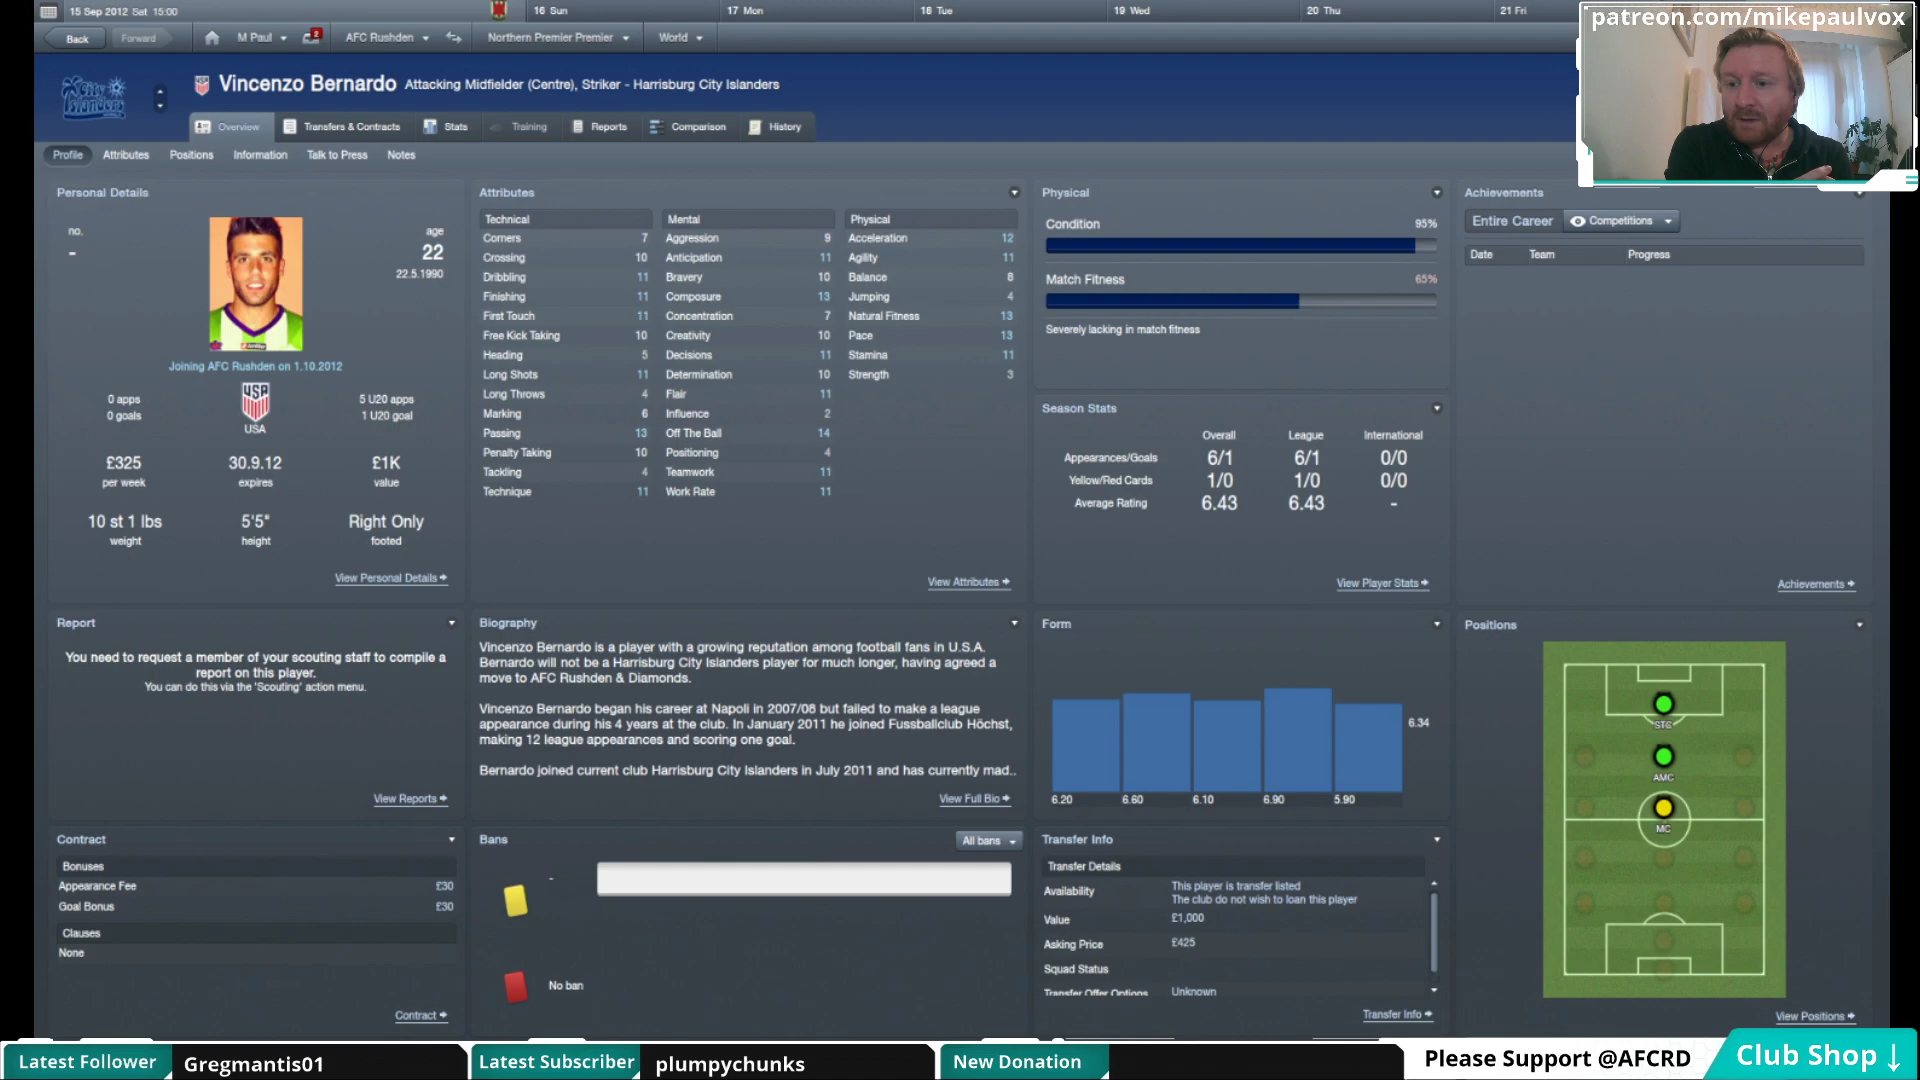 15 Sep 2012 Sat 15:00
16 Sun
17 Mon
18 Tue
19 Wed
20 Thu
21 Fri
patreon.com/mikepaulvox
Back
Forward
M Paul
2
AFC Rushden
Northern Premier Premier
World
City Islanders
Vincenzo Bernardo Attacking Midfielder (Centre), Striker - Harrisburg City Islanders
Overview
Transfers & Contracts
Stats
Training
Reports
Comparison
History
Profile
Attributes
Positions
Information
Talk to Press
Notes
Personal Details
no.
-
age
22
22.5.1990
Joining AFC Rushden on 1.10.2012
0 apps
0 goals
USA
5 U20 apps
1 U20 goal
£325
per week
30.9.12
expires
£1K
value
10 st 1 lbs
weight
5'5"
height
Right Only
footed
View Personal Details
Attributes
Technical
Corners 7
Crossing 10
Dribbling 11
Finishing 11
First Touch 11
Free Kick Taking 10
Heading 5
Long Shots 11
Long Throws 4
Marking 6
Passing 13
Penalty Taking 10
Tackling 4
Technique 11
Mental
Aggression 9
Anticipation 11
Bravery 10
Composure 13
Concentration 7
Creativity 10
Decisions 11
Determination 10
Flair 11
Influence 2
Off The Ball 14
Positioning 4
Teamwork 11
Work Rate 11
Physical
Acceleration 12
Agility 11
Balance 8
Jumping 4
Natural Fitness 13
Pace 13
Stamina 11
Strength 3
View Attributes
Physical
Condition 95%
Match Fitness 65%
Severely lacking in match fitness
Season Stats
Overall League International
Appearances/Goals 6/1 6/1 0/0
Yellow/Red Cards 1/0 1/0 0/0
Average Rating 6.43 6.43 -
View Player Stats
Achievements
Entire Career
Competitions
Date Team Progress
Achievements
Report
You need to request a member of your scouting staff to compile a
report on this player.
You can do this via the 'Scouting' action menu.
View Reports
Biography
Vincenzo Bernardo is a player with a growing reputation among football fans in U.S.A.
Bernardo will not be a Harrisburg City Islanders player for much longer, having agreed a
move to AFC Rushden & Diamonds.
Vincenzo Bernardo began his career at Napoli in 2007/08 but failed to make a league
appearance during his 4 years at the club. In January 2011 he joined Fussballclub Höchst,
making 12 league appearances and scoring one goal.
Bernardo joined current club Harrisburg City Islanders in July 2011 and has currently mad..
View Full Bio
Form
6.34
6.20 6.60 6.10 6.90 5.90
Positions
STC
AMC
MC
View Positions
Contract
Bonuses
Appearance Fee £30
Goal Bonus £30
Clauses
None
Contract
Bans
All bans
-
No ban
Transfer Info
Transfer Details
Availability This player is transfer listed
The club do not wish to loan this player
Value £1,000
Asking Price £425
Squad Status
Transfer Offer Options Unknown
Transfer Info
Latest Follower
Gregmantis01
Latest Subscriber
plumpychunks
New Donation
Please Support @AFCRD
Club Shop ↓